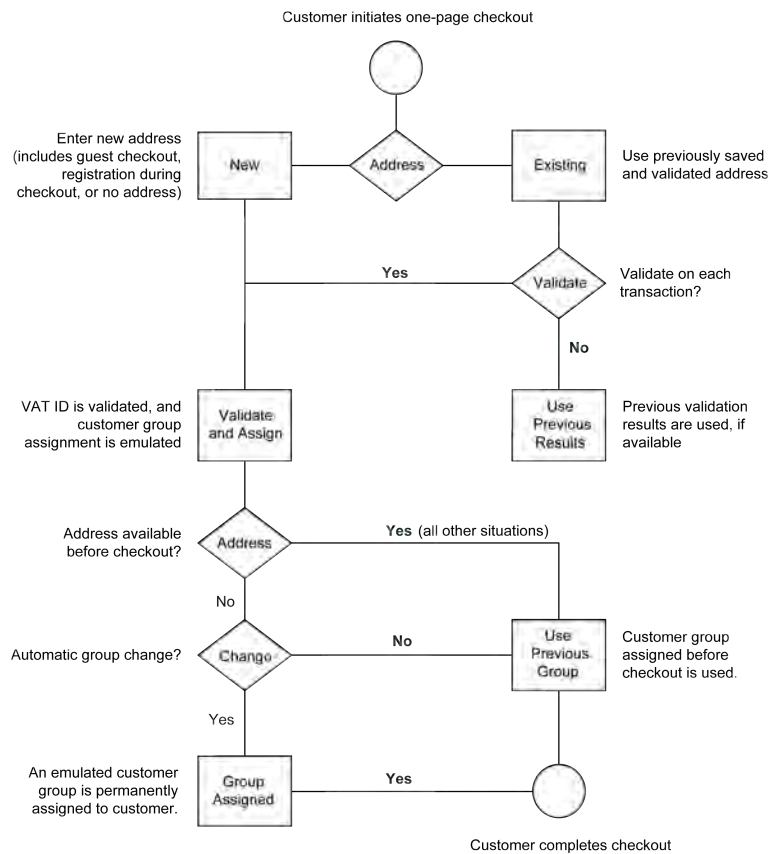 Customer initiates one-page checkout
Enter new address
(includes guest checkout,
registration during
checkout, or no address)
New
Address
Existing
Use previously saved
and validated address
Yes
Validate
Validate on each
transaction?
No
VAT ID is validated, and
customer group
assignment is emulated
Validate
and Assign
Use
Previous
Results
Previous validation
results are used, if
available
Address available
before checkout?
Address
Yes (all other situations)
No
Automatic group change?
Change
No
Use
Previous
Group
Customer group
assigned before
checkout is used.
Yes
An emulated customer
group is permanently
assigned to customer.
Group
Assigned
Yes
Customer completes checkout